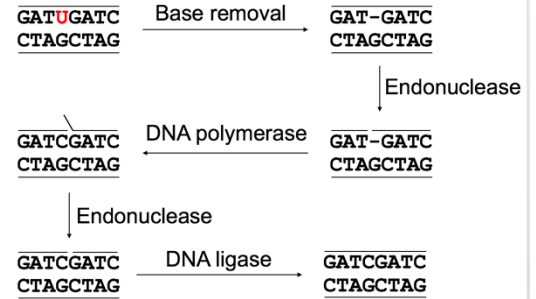 GATUGATC
CTAGCTAG
Base removal
GAT-GATC
CTAGCTAG
Endonuclease
GAT-GATC
CTAGCTAG
DNA polymerase
GATCGATC
CTAGCTAG
Endonuclease
GATCGATC
CTAGCTAG
DNA ligase
GATCGATC
CTAGCTAG